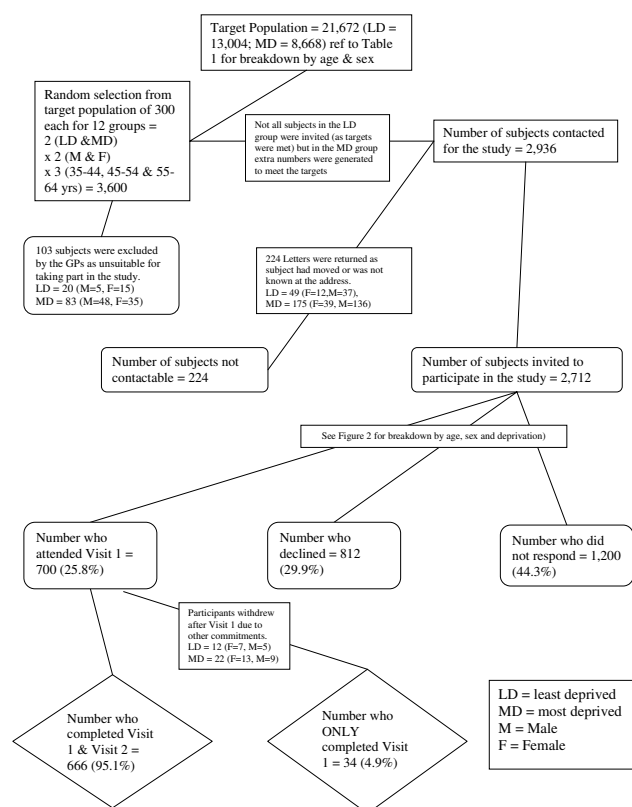 Target Population = 21,672 (LD =
13,004; MD = 8,668) ref to Table
1 for breakdown by age & sex
Random selection from
target population of 300
each for 12 groups =
2 (LD &MD)
x 2 (M & F)
x 3 (35-44, 45-54 & 55-
64 yrs) = 3,600
Not all subjects in the LD
group were invited (as targets
were met) but in the MD group
extra numbers were generated
to meet the targets
Number of subjects contacted
for the study = 2,936
103 subjects were excluded
by the GPs as unsuitable for
taking part in the study.
LD = 20 (M=5, F=15)
MD = 83 (M=48, F=35)
224 Letters were returned as
subject had moved or was not
known at the address.
LD = 49 (F=12,M=37),
MD = 175 (F=39, M=136)
Number of subjects not
contactable = 224
Number of subjects invited to
participate in the study = 2,712
See Figure 2 for breakdown by age, sex and deprivation)
Number who
attended Visit 1 =
700 (25.8%)
Number who
declined = 812
(29.9%)
Number who did
not respond = 1,200
(44.3%)
Participants withdrew
after Visit 1 due to
other commitments.
LD = 12 (F=7, M=5)
MD = 22 (F=13, M=9)
Number who
completed Visit
1 & Visit 2 =
666 (95.1%)
Number who
ONLY
completed Visit
1 = 34 (4.9%)
LD = least deprived
MD = most deprived
M = Male
F = Female